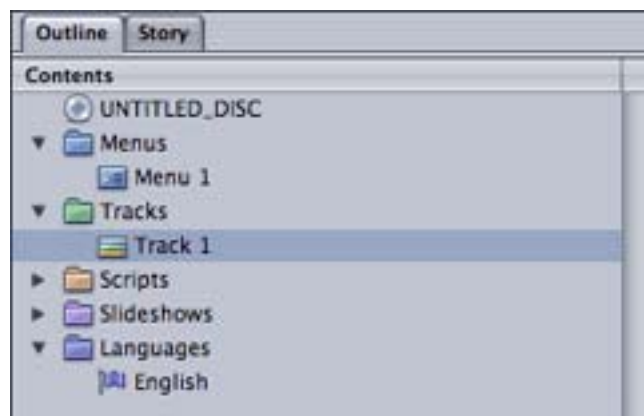 Outline Story
Contents
UNTITLED_DISC
Menus
Menu 1
Tracks
Track 1
Scripts
Slideshows
Languages
English